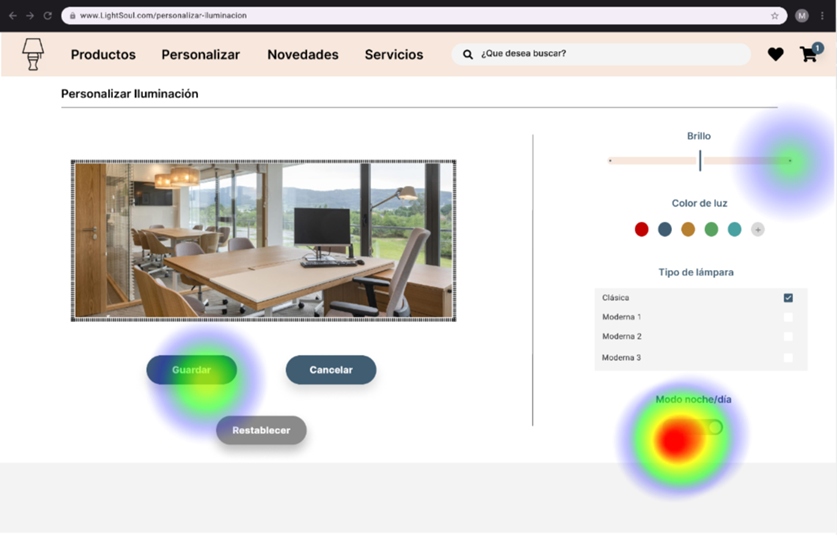 www.LightSoul.com/personalizar-iluminacion
M
Productos Personalizar Novedades Servicios ¿Que desea buscar? 1
Personalizar Iluminación
Brillo
Color de luz
+
Tipo de lámpara
Clásica
Moderna 1
Moderna 2
Moderna 3
Guardar Cancelar
Modo noche/día
Restablecer